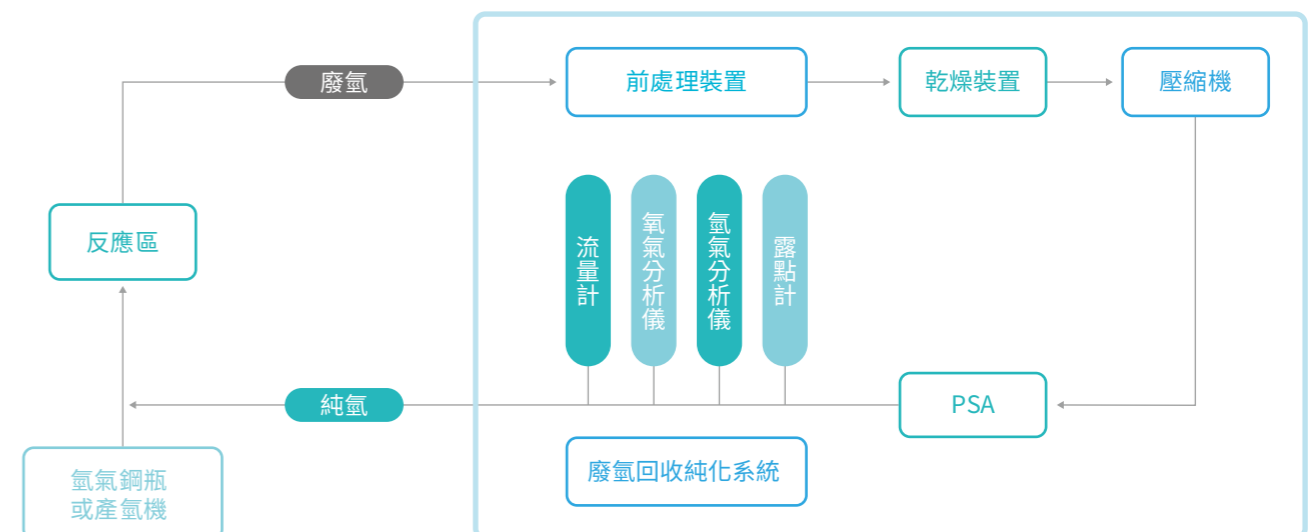 廢氫
前處理裝置
乾燥裝置
壓縮機
反應區
流量計
氧氣分析儀
氫氣分析儀
露點計
純氫
PSA
廢氫回收純化系統
氫氣鋼瓶
或產氫機